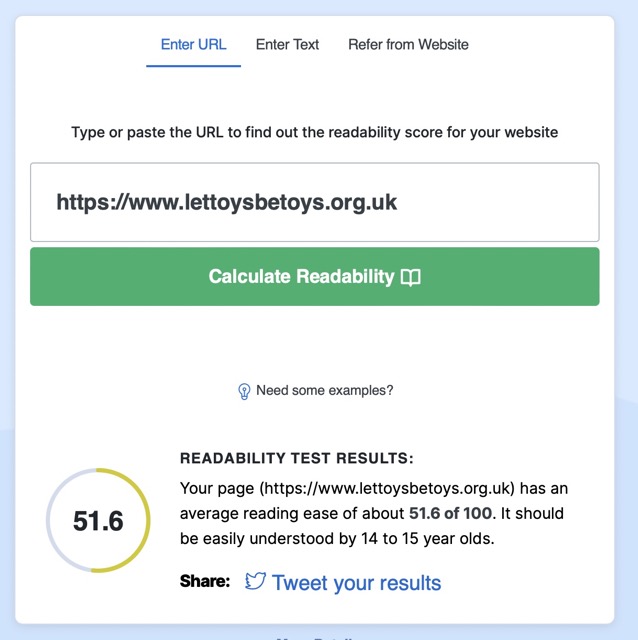 Enter URL Enter Text Refer from Website
Type or paste the URL to find out the readability score for your website
https://www.lettoysbetoys.org.uk
Calculate Readability
Need some examples?
READABILITY TEST RESULTS:
Your page (https://www.lettoysbetoys.org.uk) has an
average reading ease of about 51.6 of 100. It should
be easily understood by 14 to 15 year olds.
51.6
Share: Tweet your results